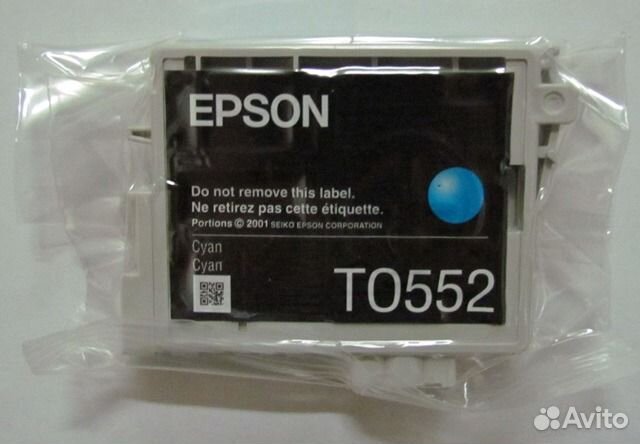 EPSON
Do not remove this label.
Ne retirez pas cette étiquette.
Portions © 2001 SEIKO EPSON CORPORATION
Cyan
Cyan
T0552
Avito